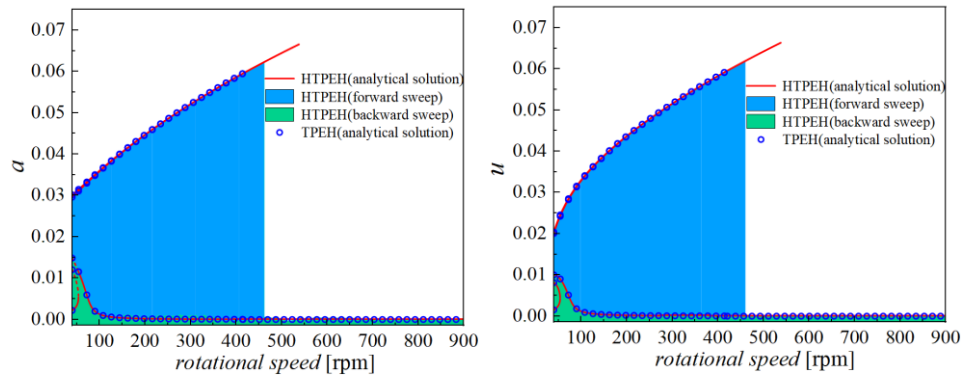 0.07
0.06
0.05
0.04
0.03
0.02
0.01
0.00
a
HTPEH(analytical solution)
HTPEH(forward sweep)
HTPEH(backward sweep)
TPEH(analytical solution)
100 200 300 400 500 600 700 800 900
rotational speed [rpm]
0.07
0.06
0.05
0.04
0.03
0.02
0.01
0.00
u
HTPEH(analytical solution)
HTPEH(forward sweep)
HTPEH(backward sweep)
TPEH(analytical solution)
100 200 300 400 500 600 700 800 900
rotational speed [rpm]